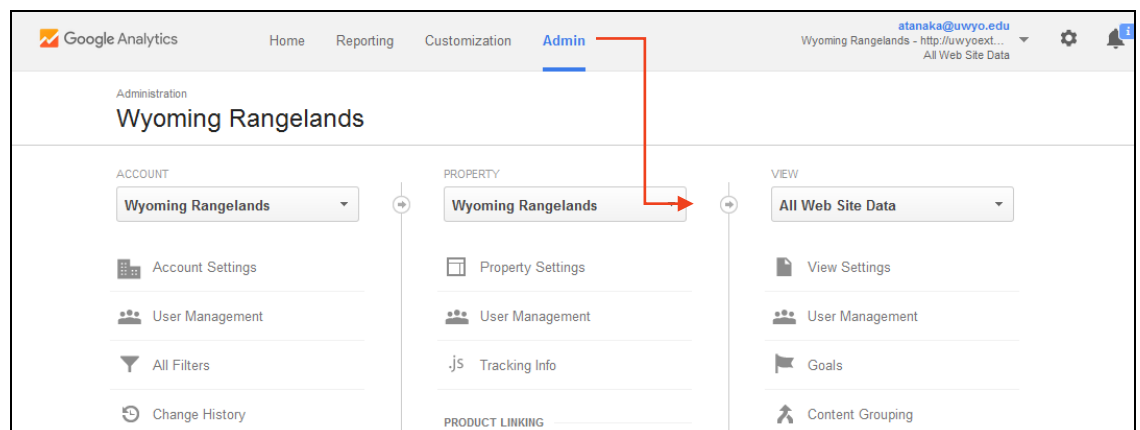 Google Analytics
Home Reporting Customization Admin
atanaka@uwyo.edu
Wyoming Rangelands - http://uwyoext...
All Web Site Data
i
Administration
Wyoming Rangelands
ACCOUNT
Wyoming Rangelands
Account Settings
User Management
All Filters
Change History
PROPERTY
Wyoming Rangelands
Property Settings
User Management
.js Tracking Info
PRODUCT LINKING
VIEW
All Web Site Data
View Settings
User Management
Goals
Content Grouping